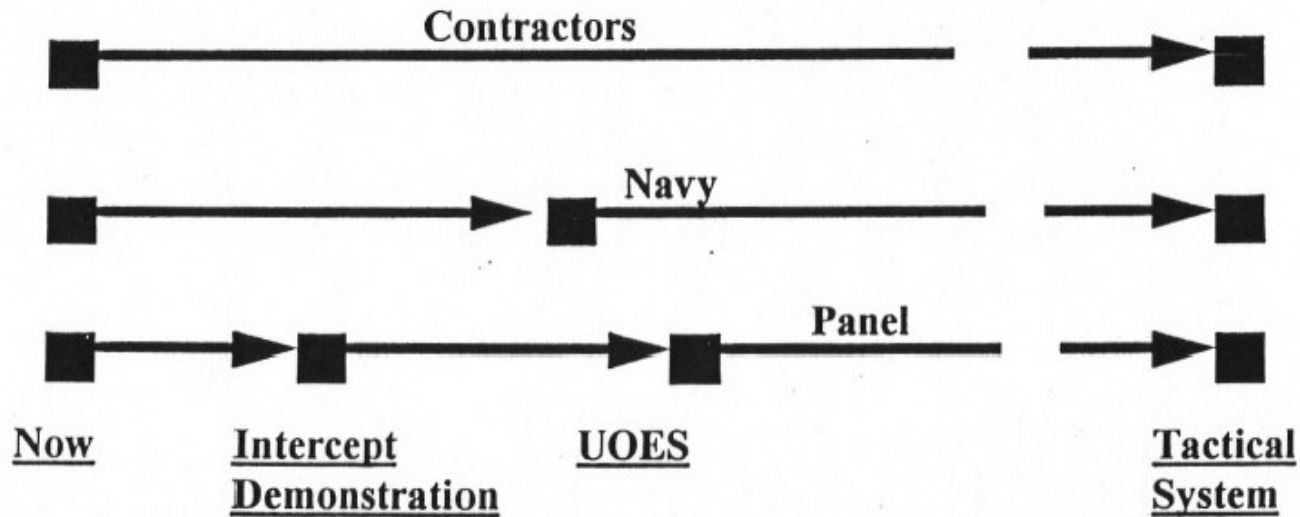 Contractors
Navy
Panel
Now
Intercept
Demonstration
UOES
Tactical
System